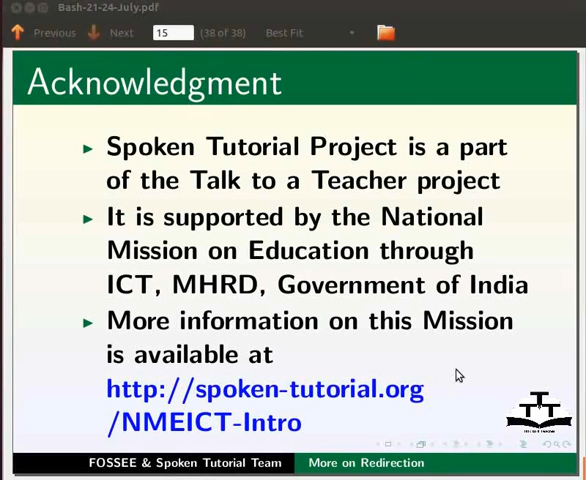 Bash-21-24-July.pdf
Previous Next 15 (38 of 38) Best Fit
Acknowledgment
Spoken Tutorial Project is a part
of the Talk to a Teacher project
It is supported by the National
Mission on Education through
ICT, MHRD, Government of India
More information on this Mission
is available at
http://spoken-tutorial.org
/NMEICT-Intro
FOSSEE & Spoken Tutorial Team More on Redirection